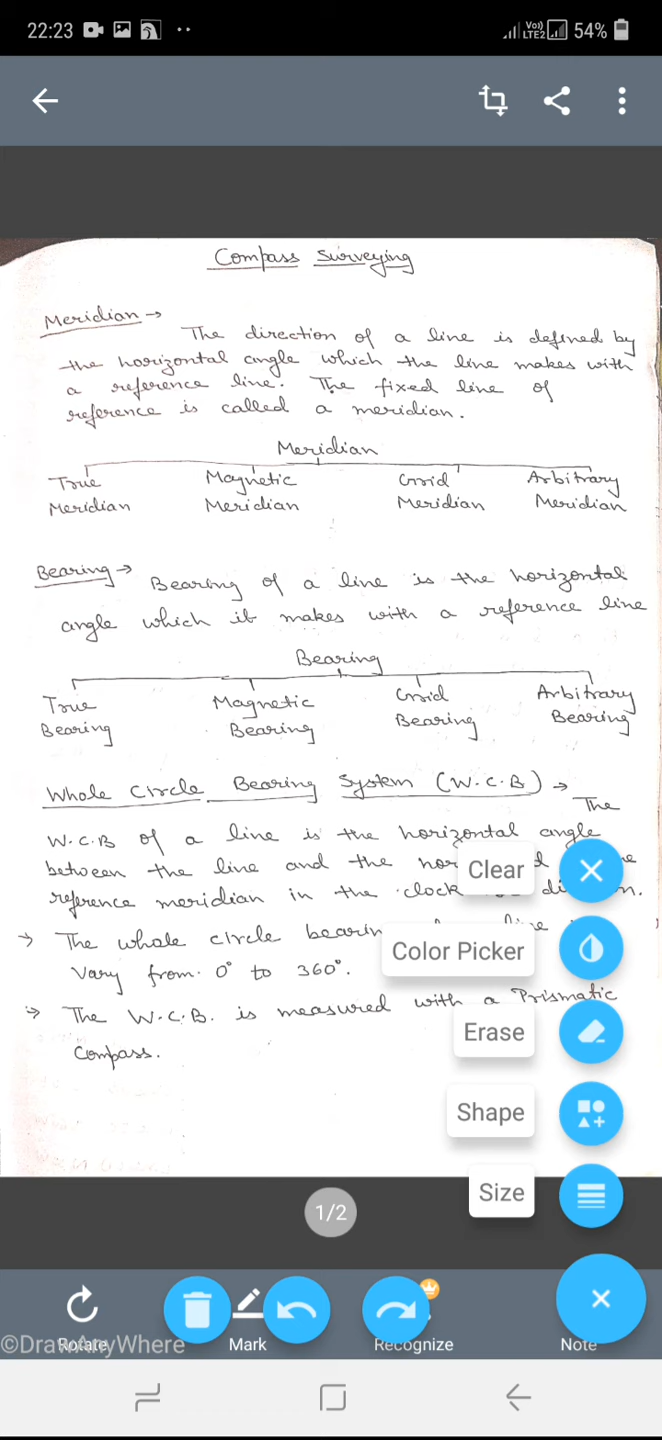 22:23
Vo)) LTE2 54%
Compass Surveying
Meridian →
The direction of a line is defined by
the horizontal angle which the line makes with
a reference line. The fixed line of
reference is called a meridian.
Meridian
True Magnetic Grid Arbitrary
Meridian Meridian Meridian Meridian
Bearing →
Bearing of a line is the horizontal
angle which it makes with a reference line
Bearing
True Magnetic Grid Arbitrary
Bearing Bearing Bearing Bearing
Whole Circle Bearing System (W.C.B) →
The
W.C.B of a line is the horizontal angle
between the line and the
reference meridian in the clock
→ The whole circle line
Vary from 0° to 360°.
→ The W.C.B. is measured with a Prismatic
Compass.
Clear
Color Picker
Erase
Shape
Size
1/2
Rotate Mark Recognize Note
©DrawAnyWhere